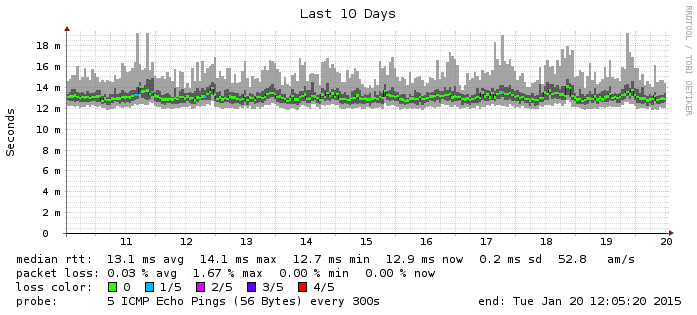 Last 10 Days
RRDTOOL / TOBI OETIKER
Seconds
18 m
16 m
14 m
12 m
10 m
8 m
6 m
4 m
2 m
0
11 12 13 14 15 16 17 18 19 20
median rtt: 13.1 ms avg 14.1 ms max 12.7 ms min 12.9 ms now 0.2 ms sd 52.8 am/s
packet loss: 0.03 % avg 1.67 % max 0.00 % min 0.00 % now
loss color: 0 1/5 2/5 3/5 4/5
probe: 5 ICMP Echo Pings (56 Bytes) every 300s end: Tue Jan 20 12:05:20 2015